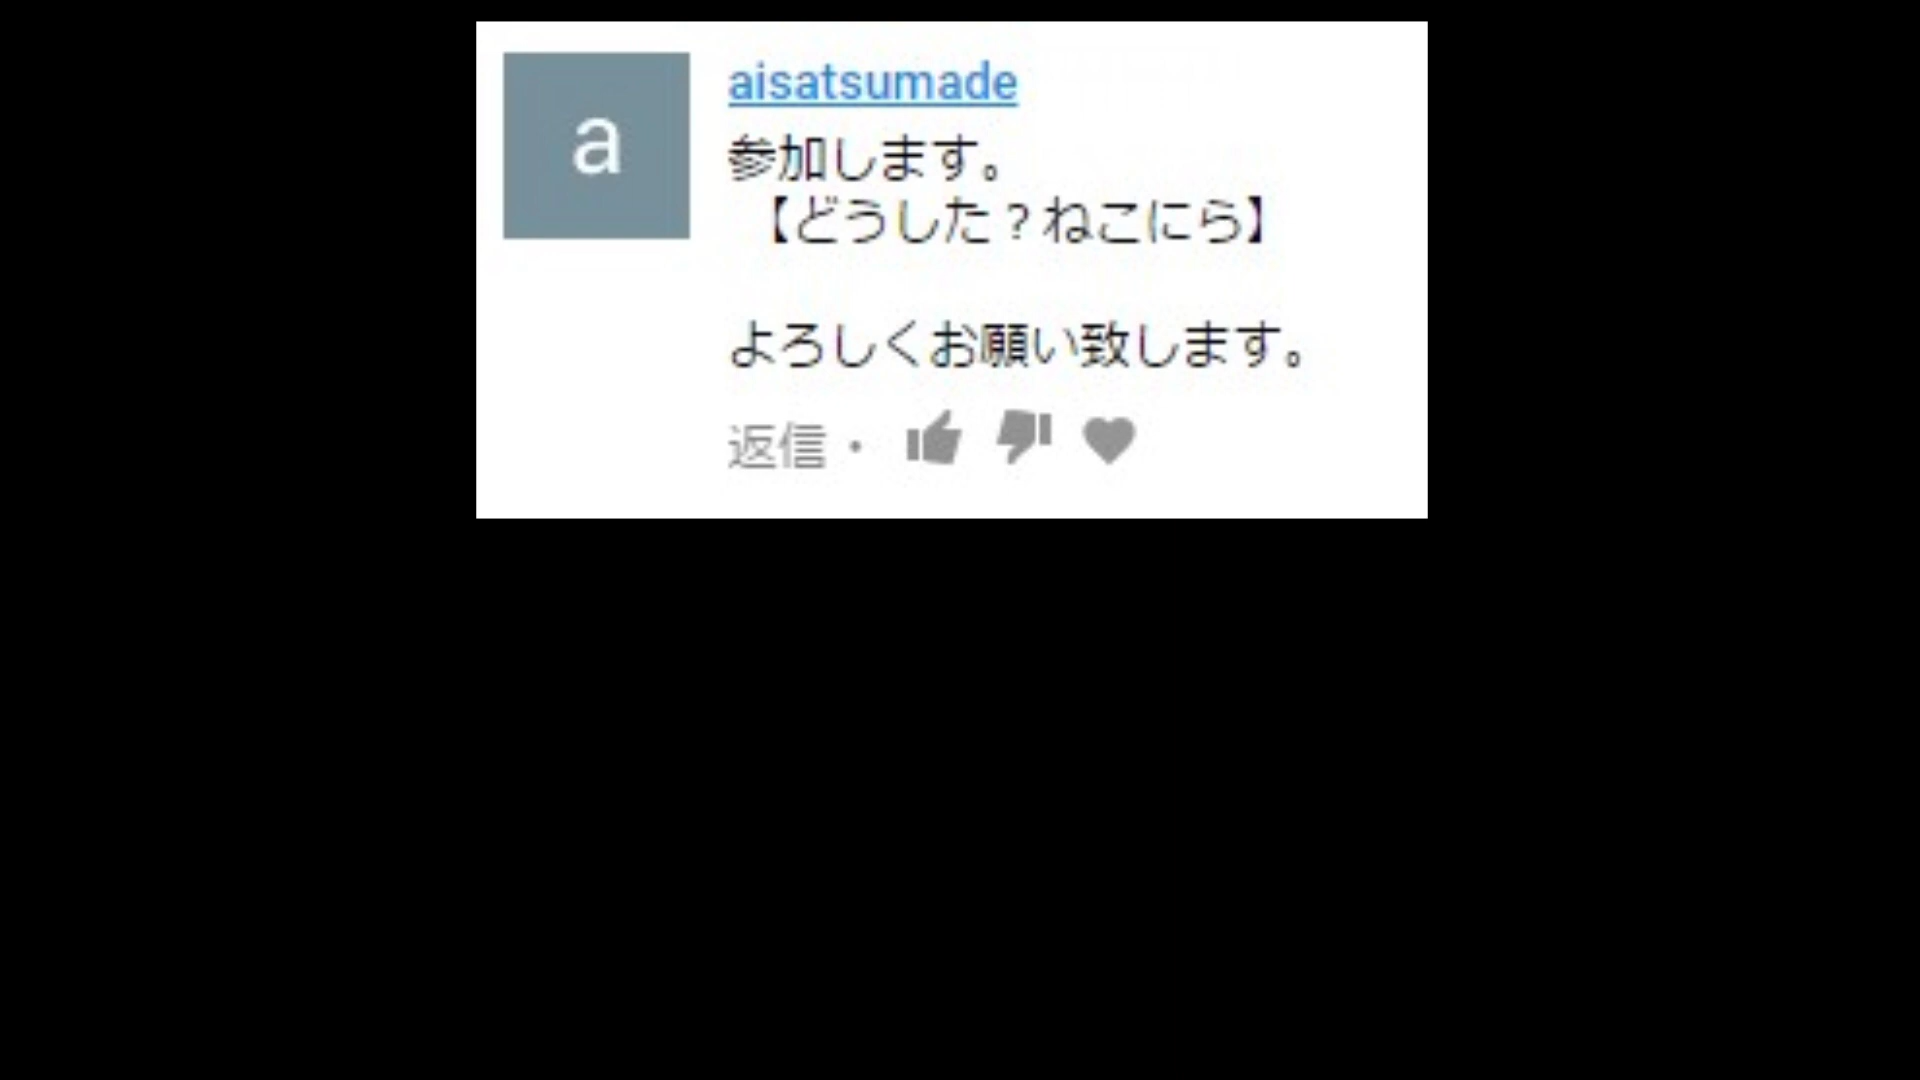 a
aisatsumade
参加します。
【どうした？ねこにら】
よろしくお願い致します。
返信・